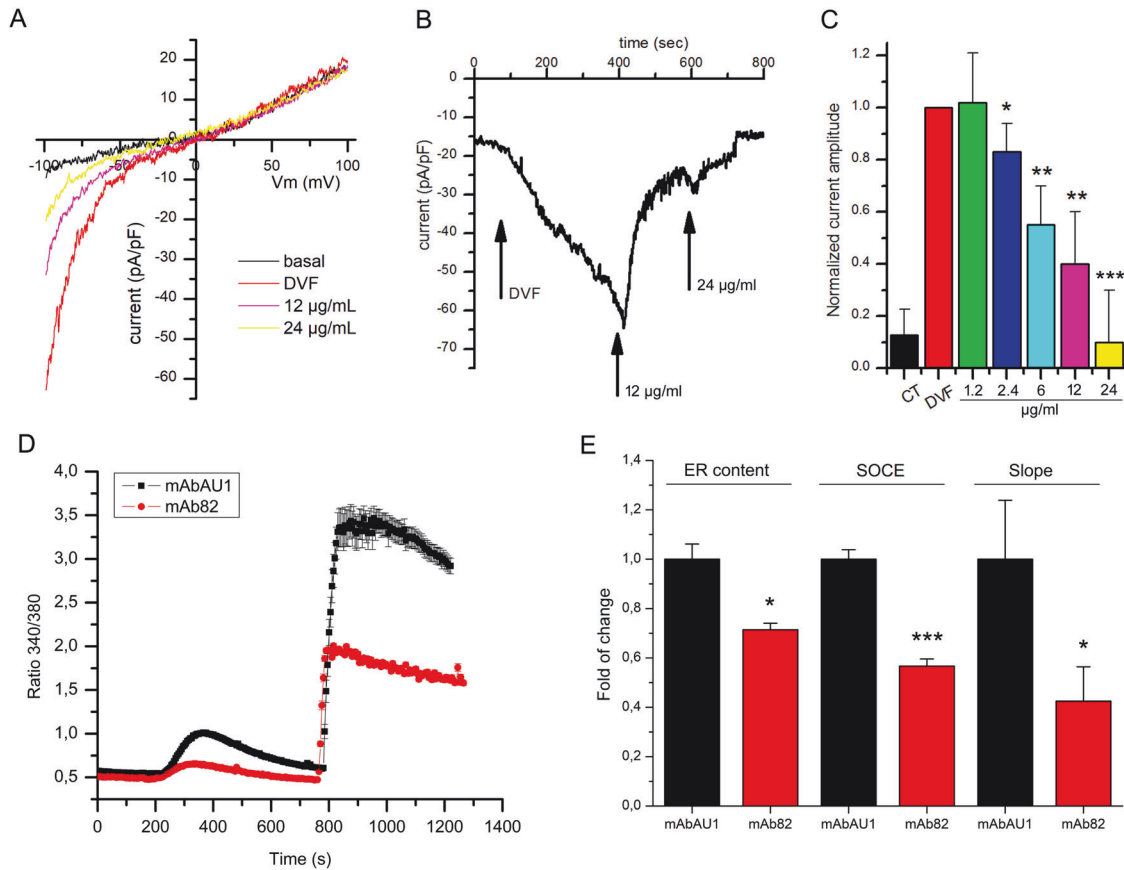 A
20
15
10
5
0
-100
-50
0
50
100
Vm (mV)
current (pA/pF)
10
20
-30
-40
-50
-60
basal
DVF
12 µg/mL
24 µg/mL
B
time (sec)
0
200
400
600
800
0
-10
-20
-30
-40
-50
-60
-70
current (pA/pF)
DVF
12 µg/ml
24 µg/ml
C
Normalized current amplitude
1.2
1.0
0.8
0.6
0.4
0.2
0.0
*
**
**
***
CT
DVF
1.2
2.4
6
12
24
µg/ml
D
mAbAU1
mAb82
Ratio 340/380
4,0
3,5
3,0
2,5
2,0
1,5
1,0
0,5
0
200
400
600
800
1000
1200
1400
Time (s)
E
Fold of change
1,4
1,2
1,0
0,8
0,6
0,4
0,2
0,0
ER content
SOCE
Slope
*
***
*
mAbAU1
mAb82
mAbAU1
mAb82
mAbAU1
mAb82